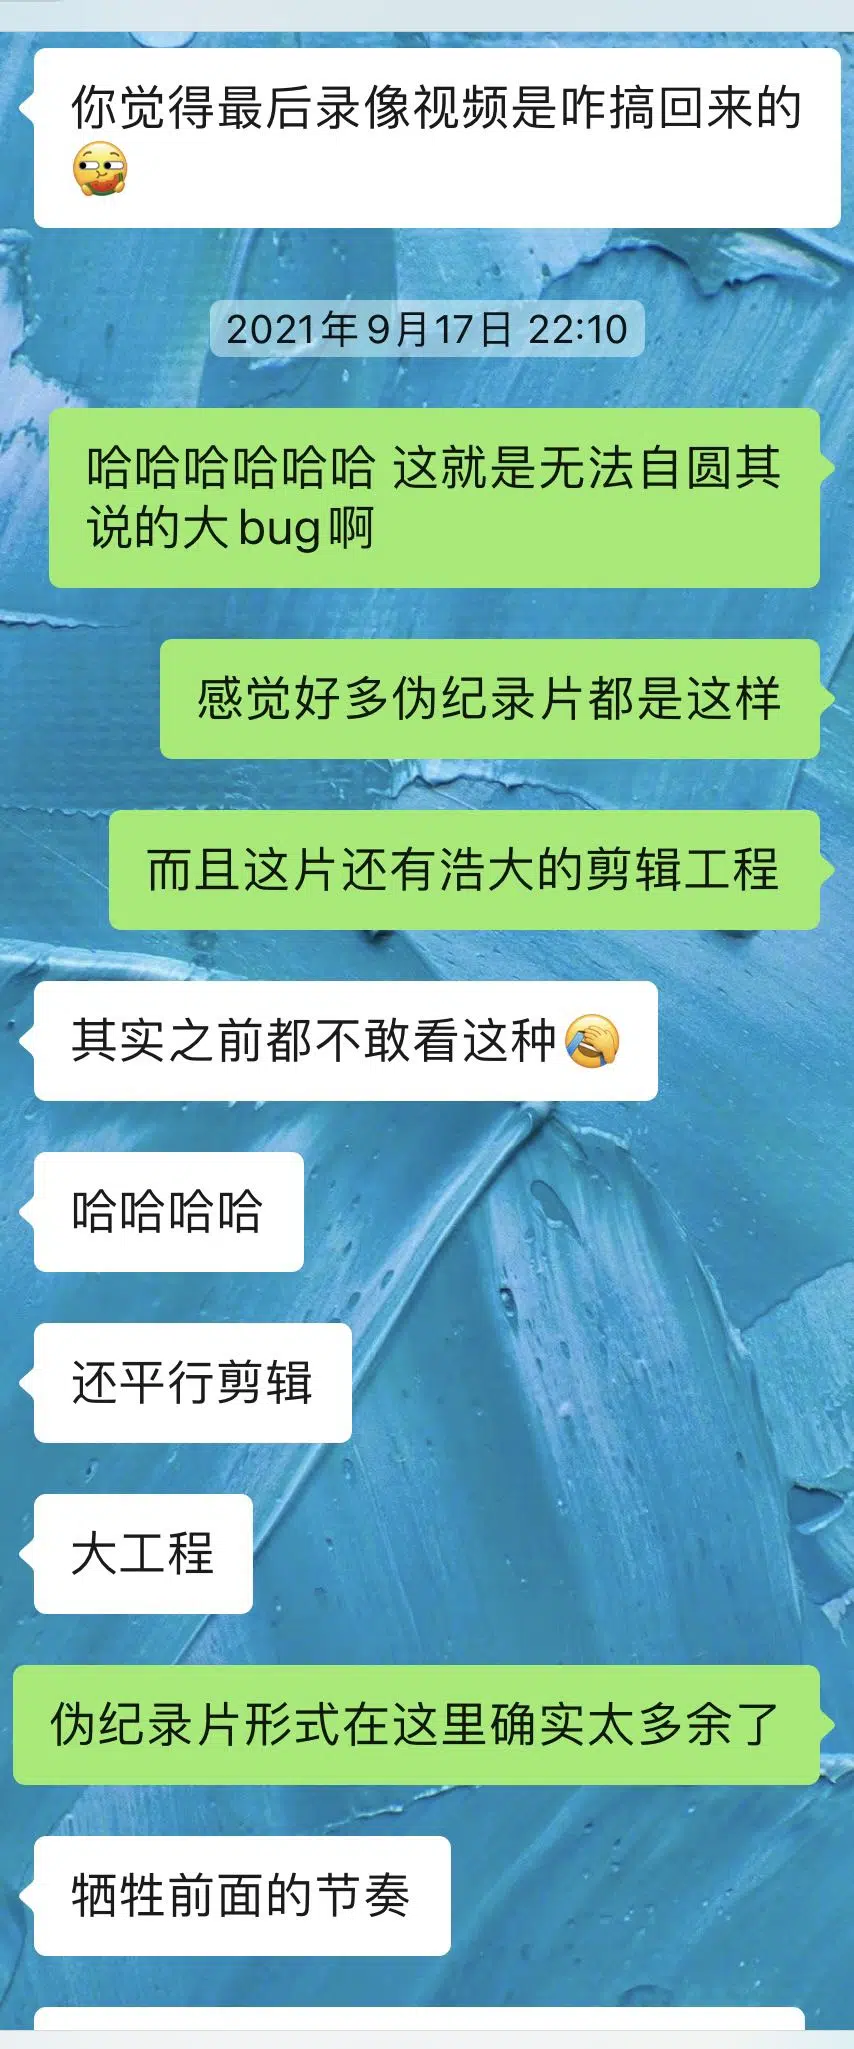 你觉得最后录像视频是咋搞回来的
2021年9月17日 22:10
哈哈哈哈哈哈 这就是无法自圆其
说的大bug啊
感觉好多伪纪录片都是这样
而且这片还有浩大的剪辑工程
其实之前都不敢看这种
哈哈哈哈
还平行剪辑
大工程
伪纪录片形式在这里确实太多余了
牺牲前面的节奏